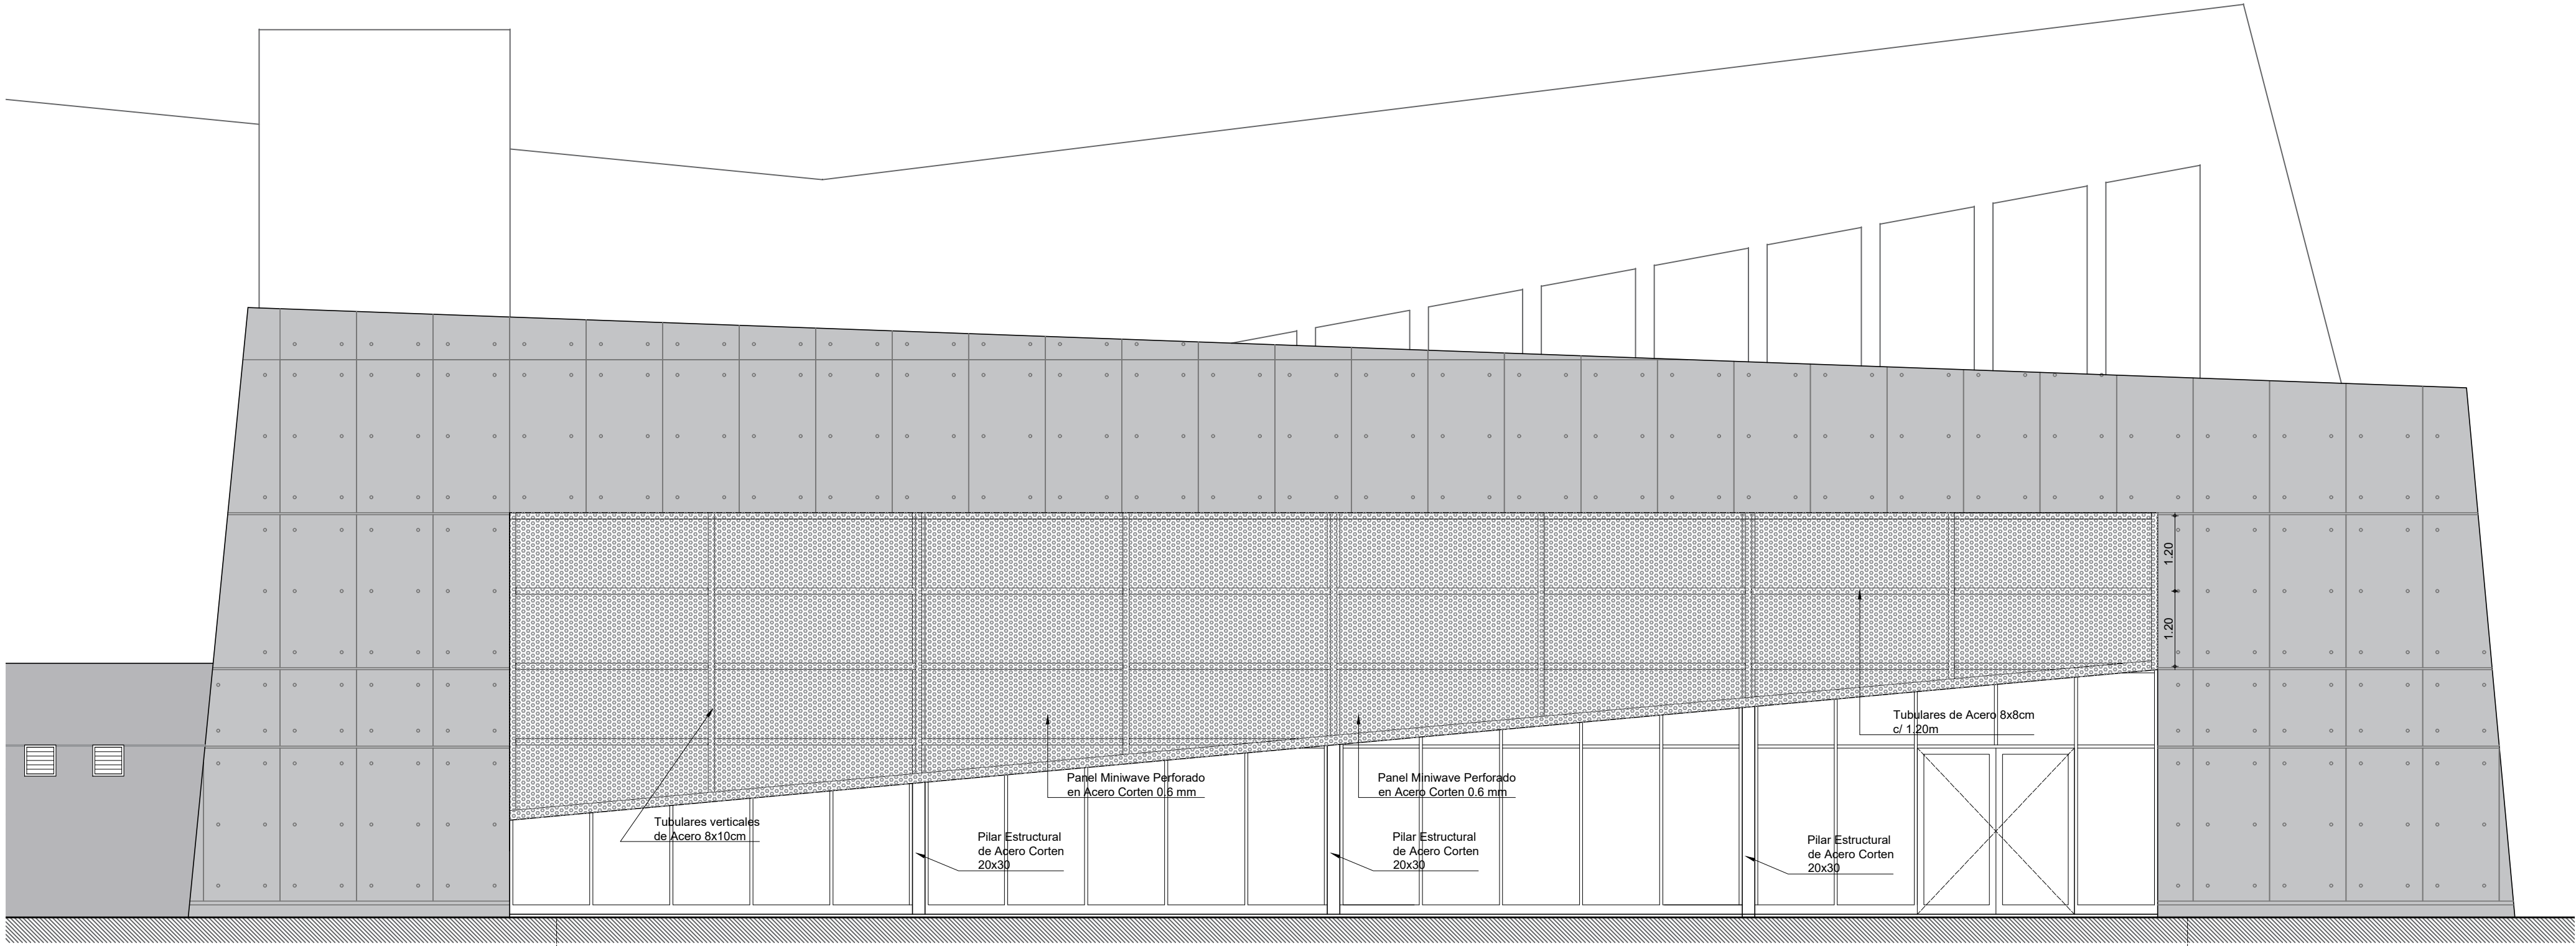 1.20
1.20
Tubulares de Acero 8x8cm
c/ 1.20m
Panel Miniwave Perforado
en Acero Corten 0.6 mm
Panel Miniwave Perforado
en Acero Corten 0.6 mm
Tubulares verticales
de Acero 8x10cm
Pilar Estructural
de Acero Corten
20x30
Pilar Estructural
de Acero Corten
20x30
Pilar Estructural
de Acero Corten
20x30